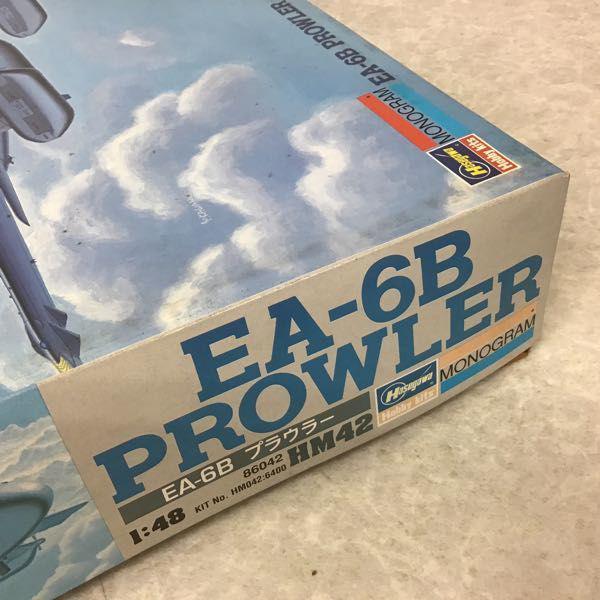 EA-6B PROWLER
MONOGRAM
Hasegawa
Hobby kits
EA-6B
PROWLER
Hasegawa
Hobby kits
MONOGRAM
EA-6B プラウラー
86042
1:48 KIT No. HM042:6400 HM42